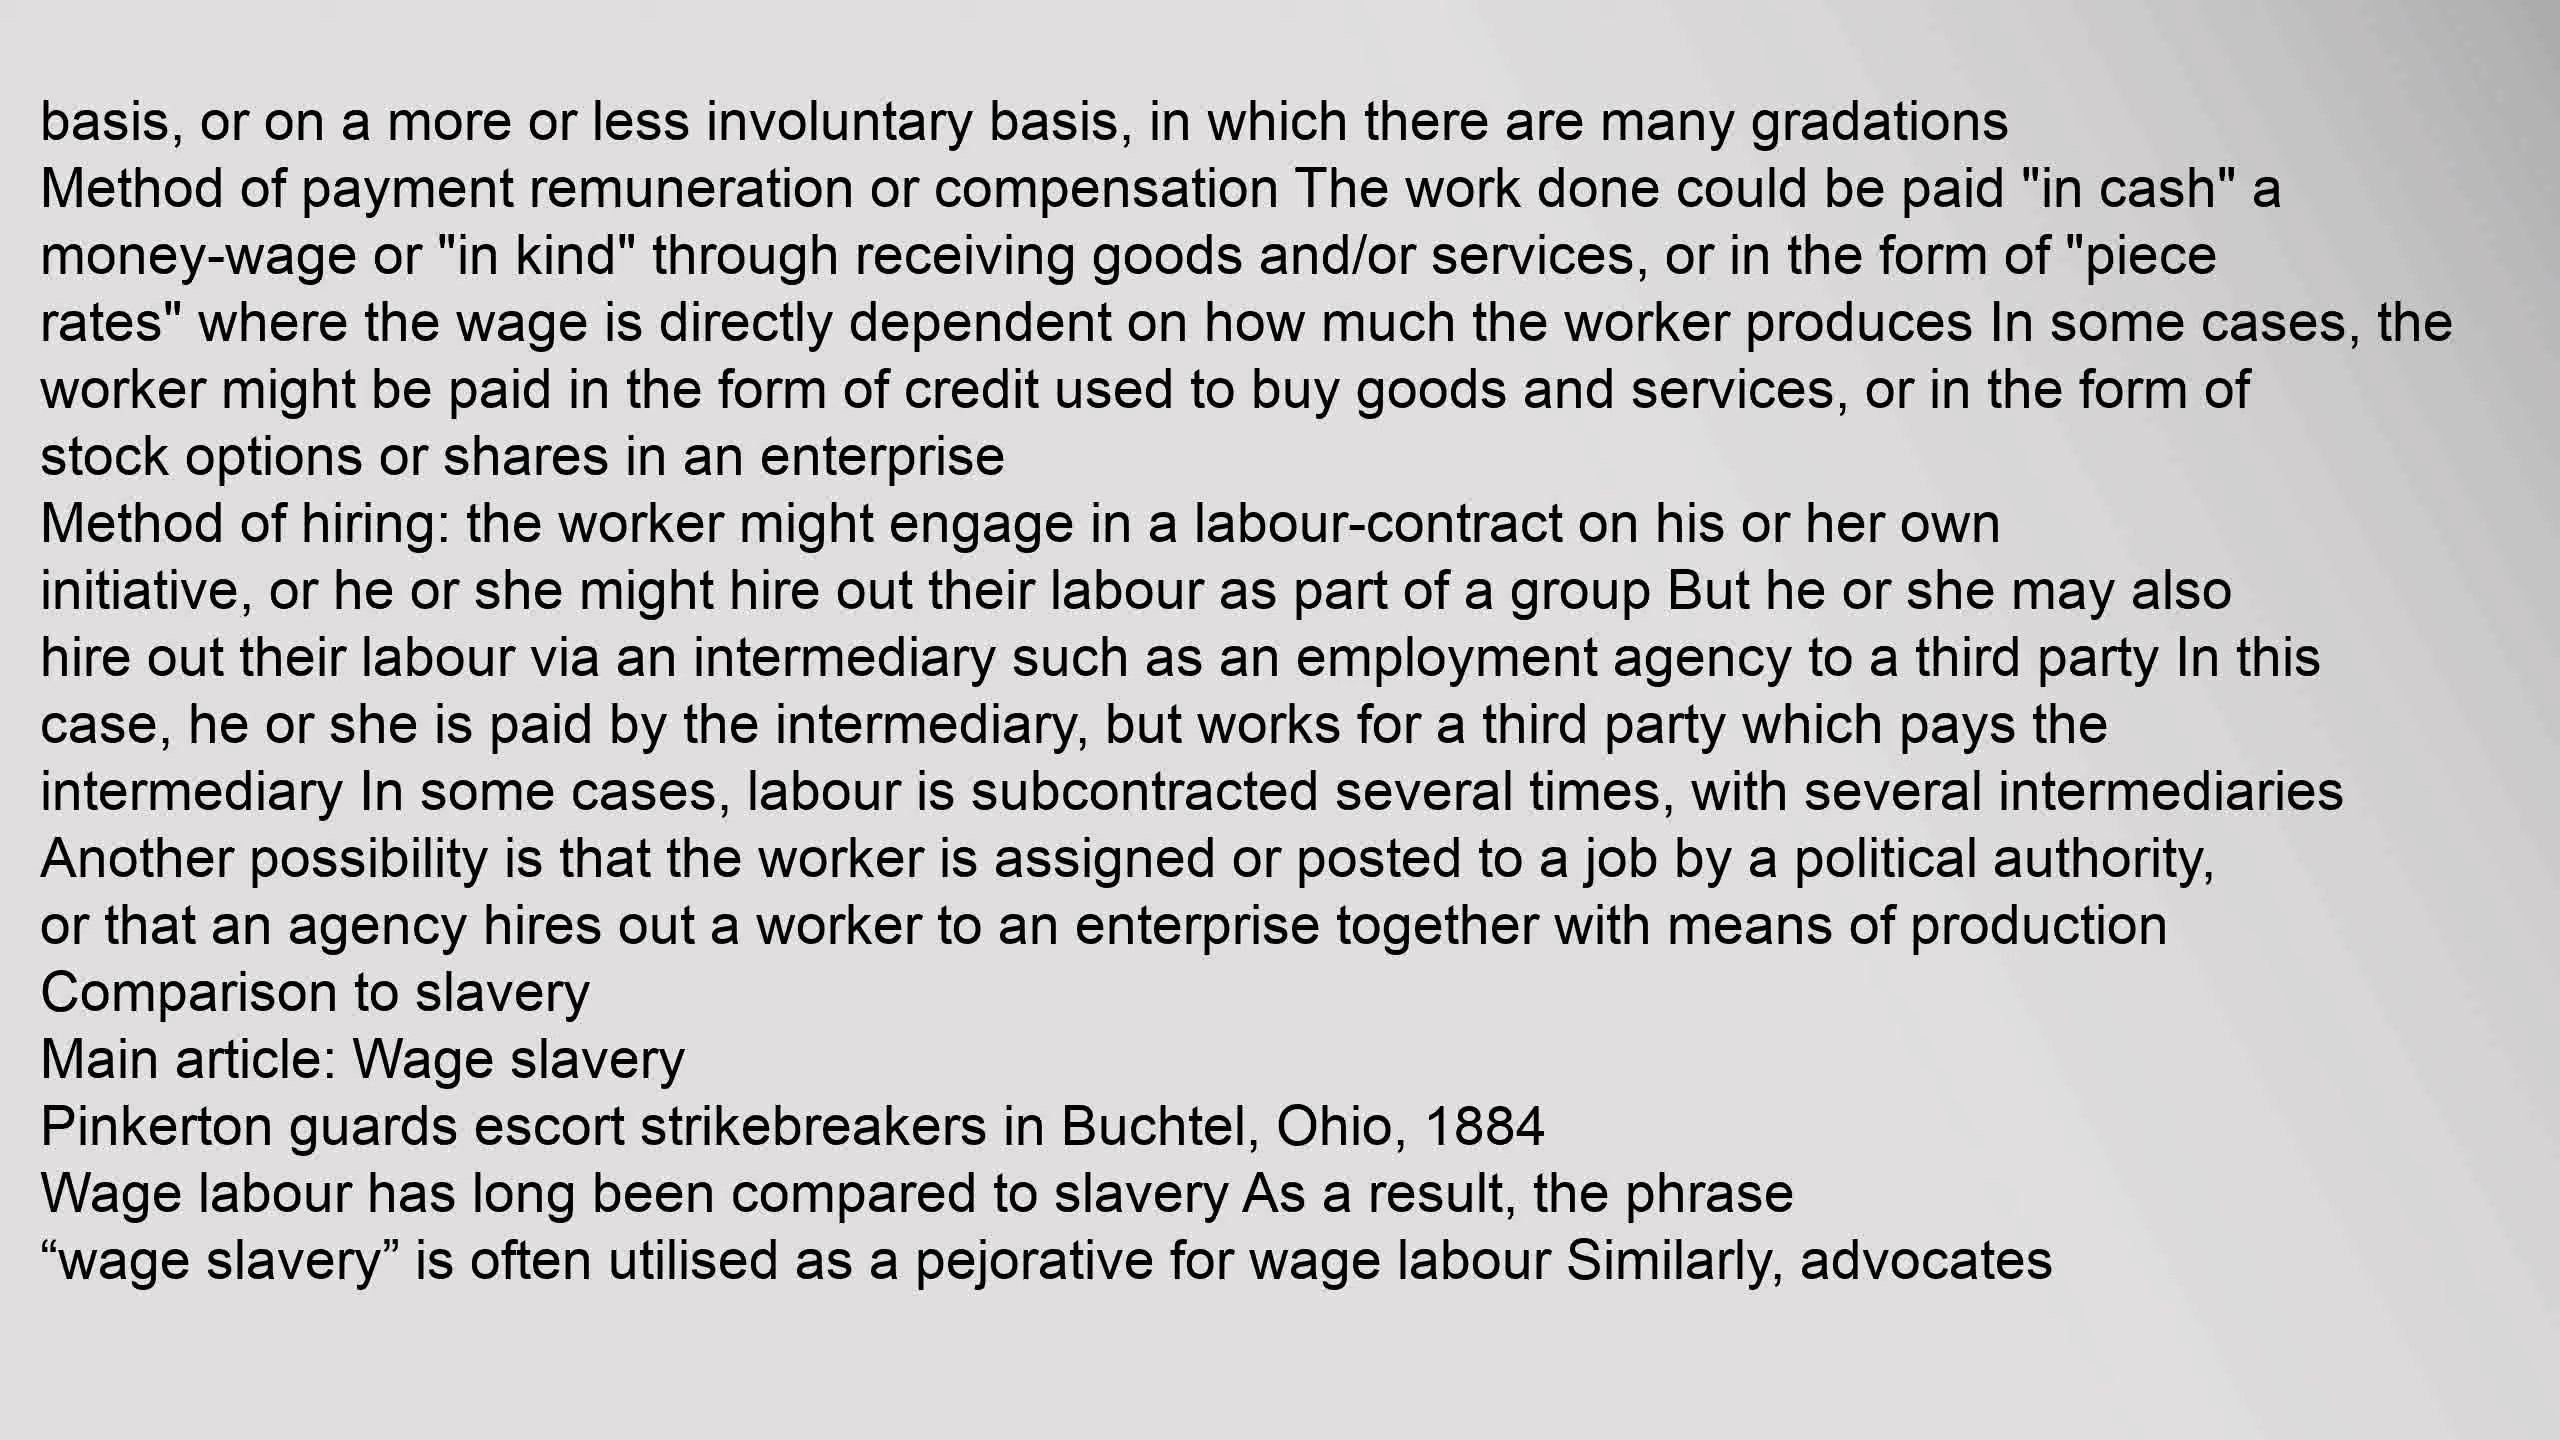 basis, or on a more or less involuntary basis, in which there are many gradations
Method of payment remuneration or compensation The work done could be paid "in cash" a
money-wage or "in kind" through receiving goods and/or services, or in the form of "piece
rates" where the wage is directly dependent on how much the worker produces In some cases, the
worker might be paid in the form of credit used to buy goods and services, or in the form of
stock options or shares in an enterprise
Method of hiring: the worker might engage in a labour-contract on his or her own
initiative, or he or she might hire out their labour as part of a group But he or she may also
hire out their labour via an intermediary such as an employment agency to a third party In this
case, he or she is paid by the intermediary, but works for a third party which pays the
intermediary In some cases, labour is subcontracted several times, with several intermediaries
Another possibility is that the worker is assigned or posted to a job by a political authority,
or that an agency hires out a worker to an enterprise together with means of production
Comparison to slavery
Main article: Wage slavery
Pinkerton guards escort strikebreakers in Buchtel, Ohio, 1884
Wage labour has long been compared to slavery As a result, the phrase
“wage slavery” is often utilised as a pejorative for wage labour Similarly, advocates